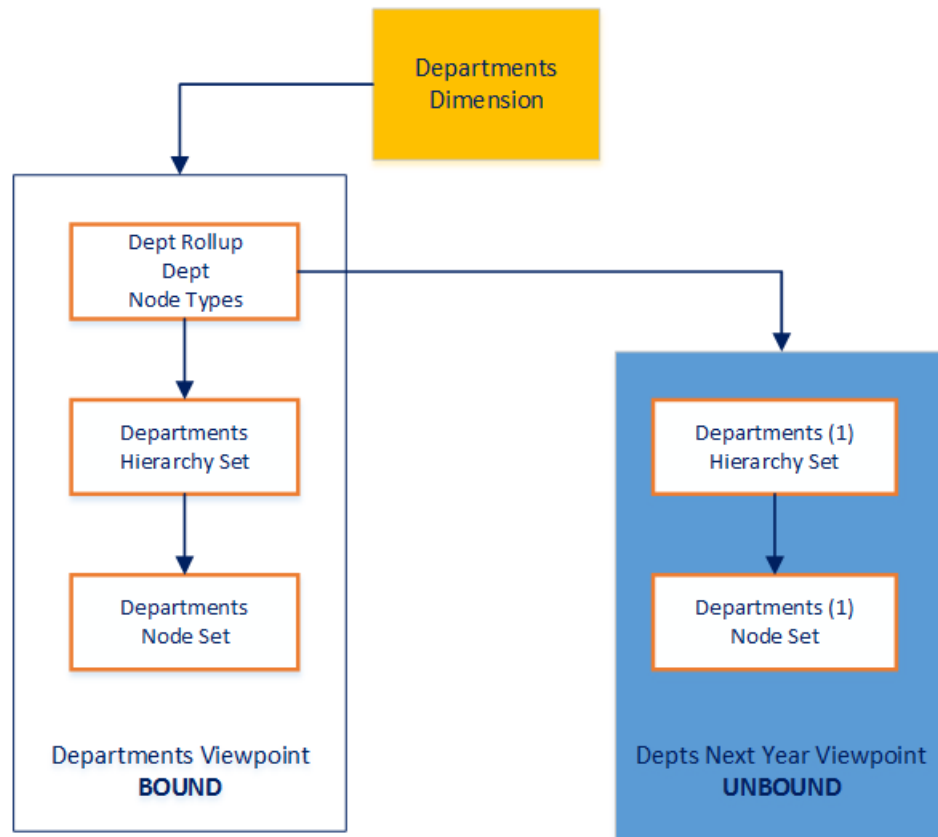 Departments
Dimension
Dept Rollup
Dept
Node Types
Departments
Hierarchy Set
Departments
Node Set
Departments Viewpoint
BOUND
Departments (1)
Hierarchy Set
Departments (1)
Node Set
Depts Next Year Viewpoint
UNBOUND